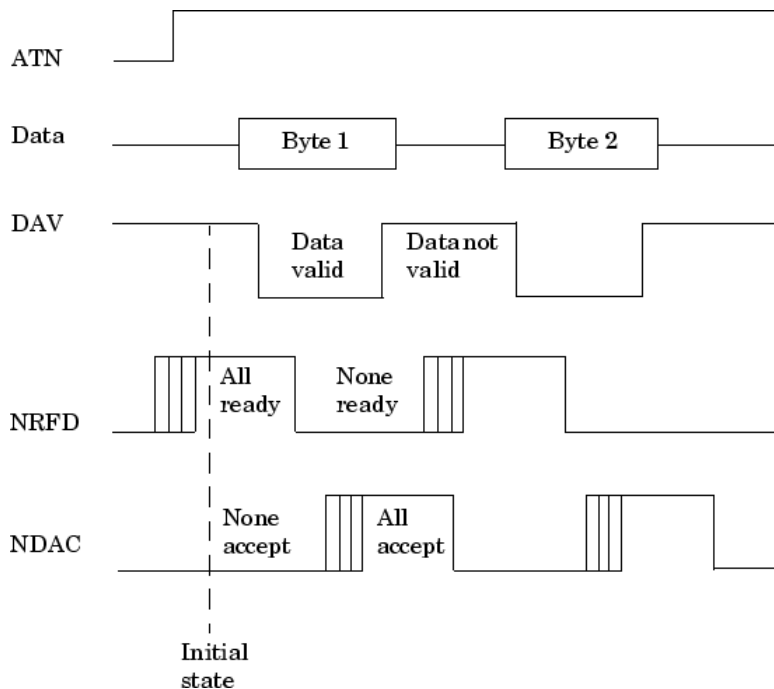 ATN
Data
Byte 1
Byte 2
DAV
Data
valid
Data not
valid
NRFD
All
ready
None
ready
NDAC
None
accept
All
accept
Initial
state